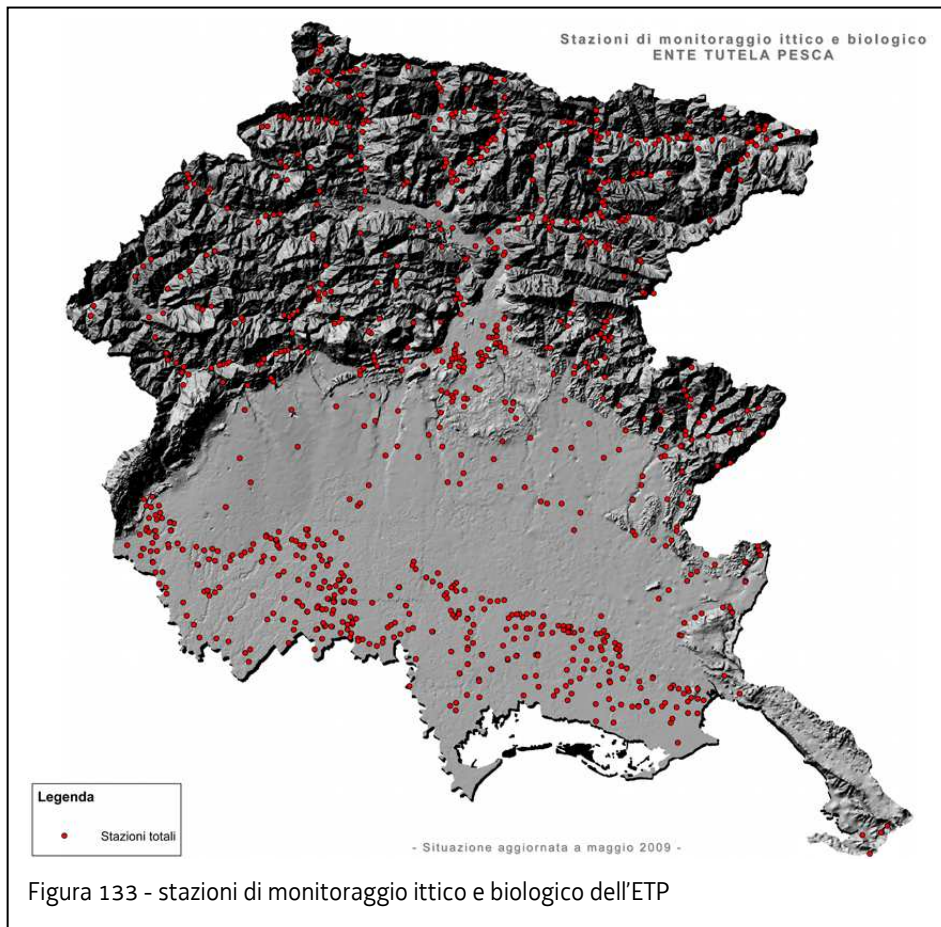 Stazioni di monitoraggio ittico e biologico
ENTE TUTELA PESCA
Legenda
Stazioni totali
- Situazione aggiornata a maggio 2009 -
Figura 133 - stazioni di monitoraggio ittico e biologico dell'ETP